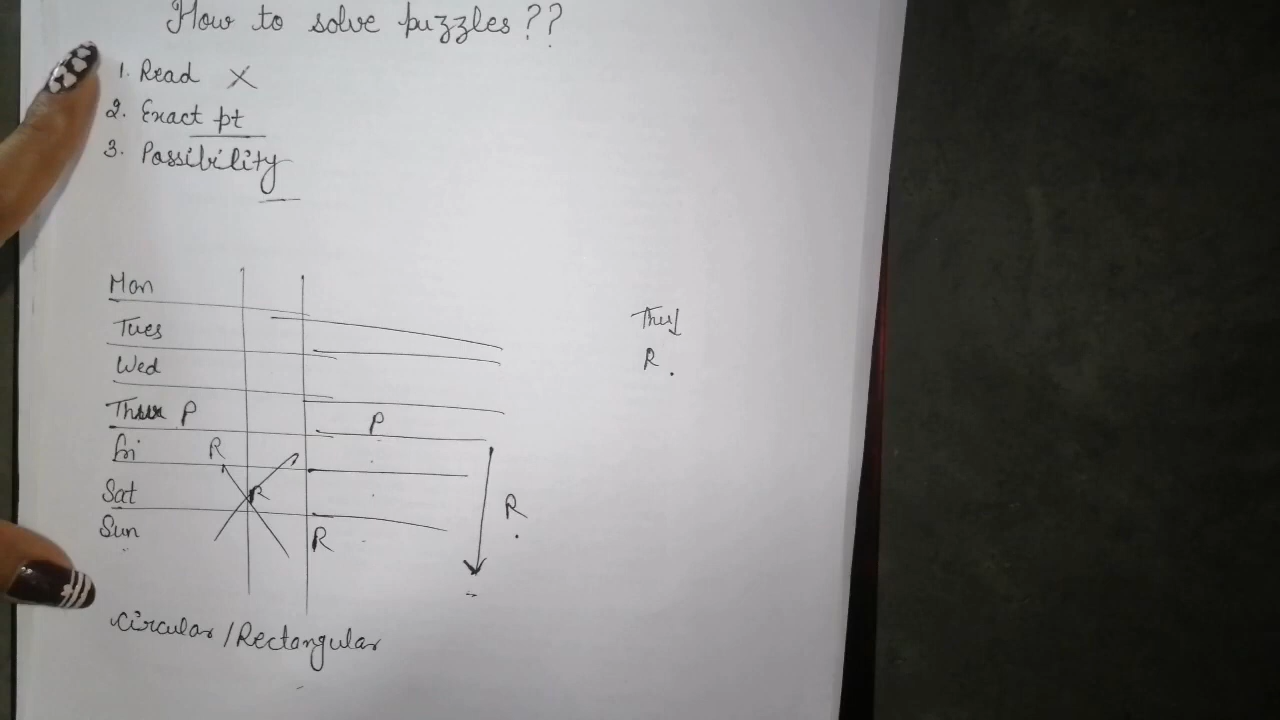 How to solve puzzles??
1. Read X
2. Exact pt
3. Possibility
Mon
Tues
Wed
Thur P
P
Fri
R
Sat
R
Sun
R
R
Thu↓
R.
Circular/Rectangular